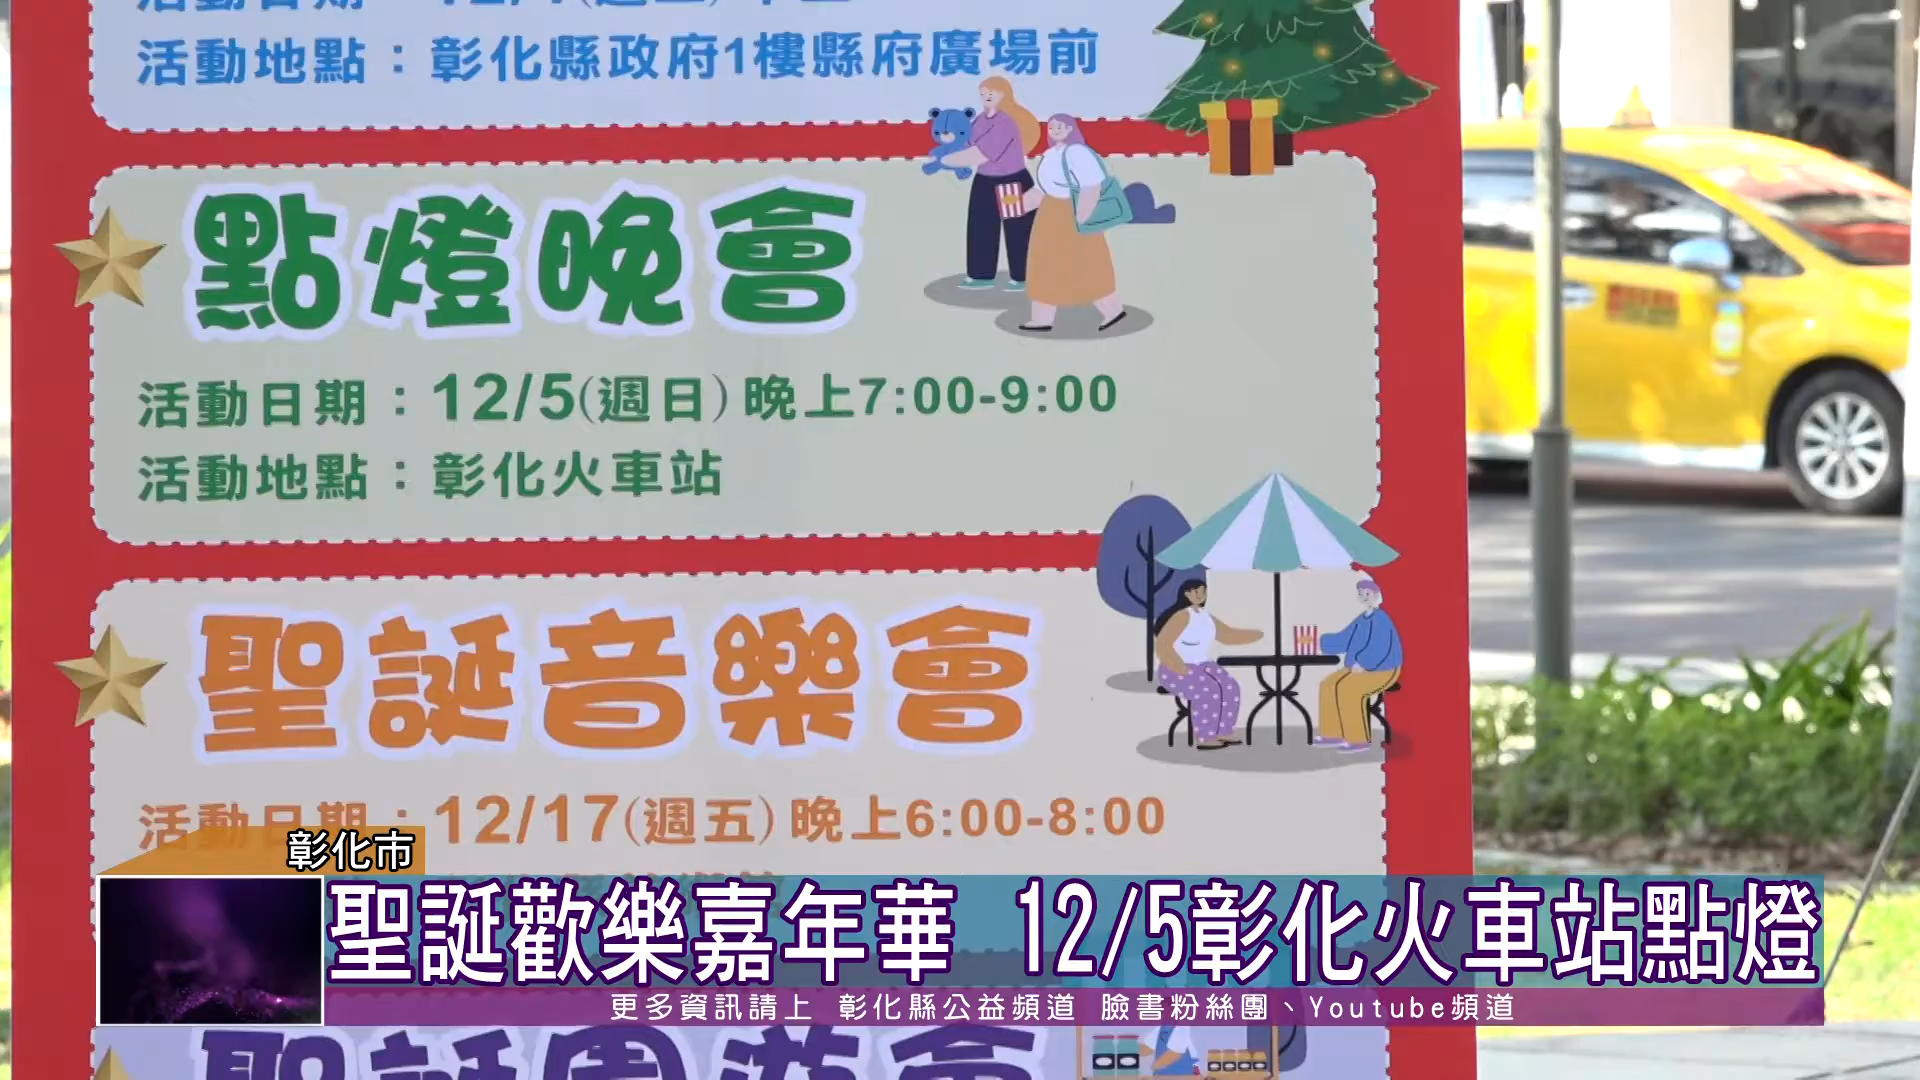 活動地點：彰化縣政府1樓縣府廣場前
點燈晚會
活動日期：12/5(週日)晚上7:00-9:00
活動地點：彰化火車站
聖誕音樂會
活動日期：12/17(週五)晚上6:00-8:00
彰化市
聖誕歡樂嘉年華 12/5彰化火車站點燈
更多資訊請上 彰化縣公益頻道 臉書粉絲團、Youtube頻道